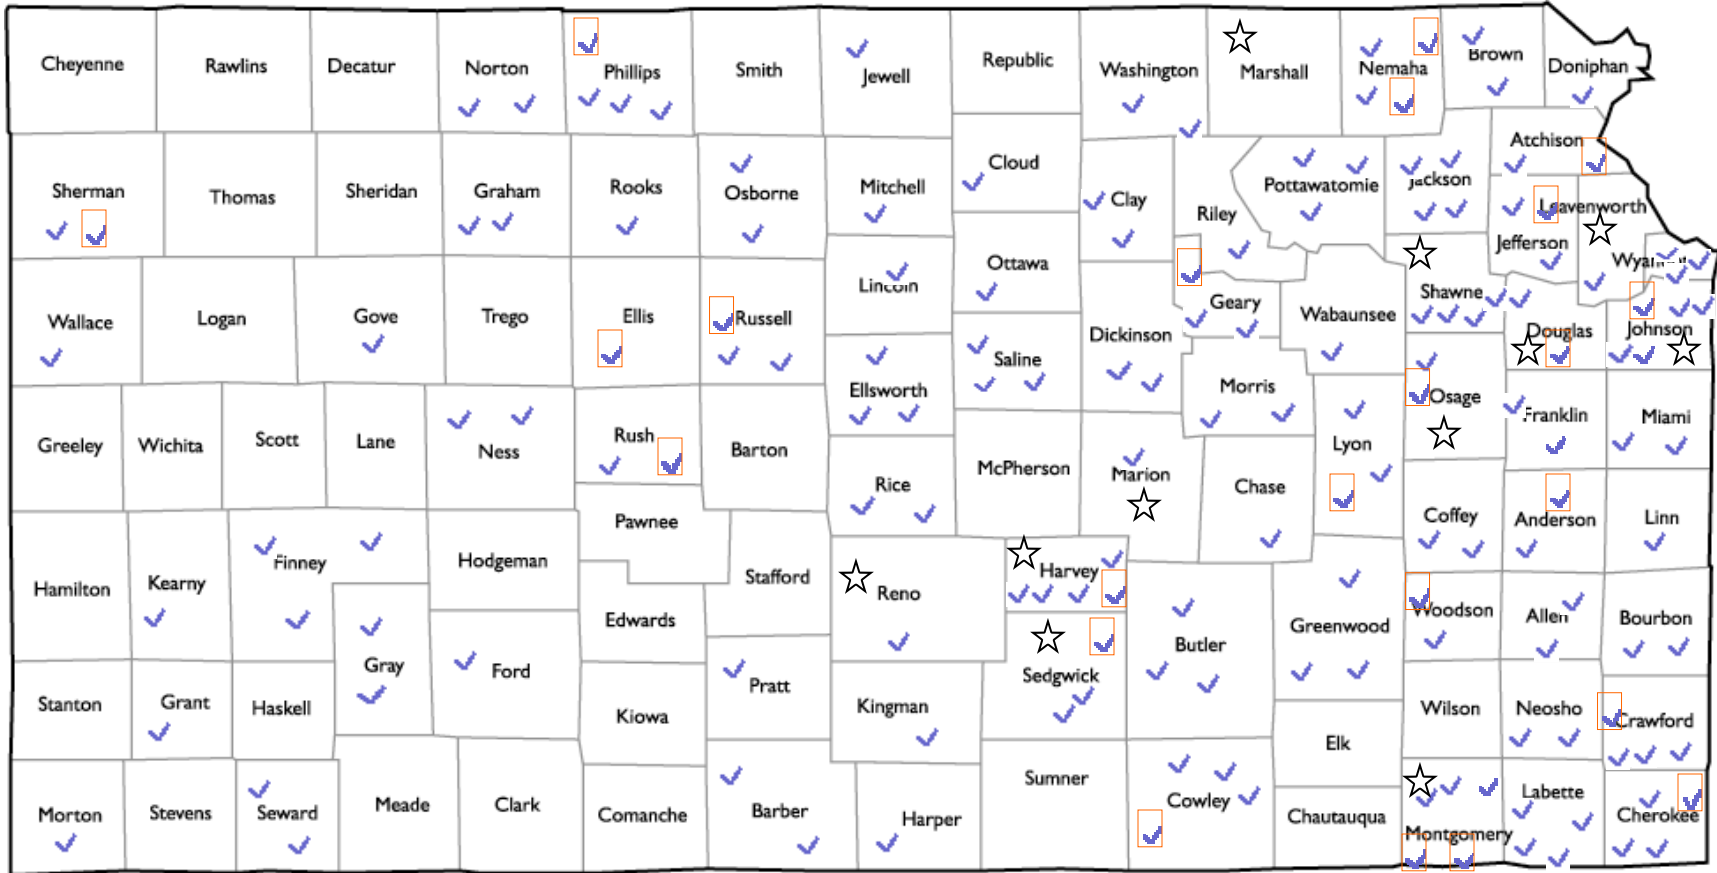 Cheyenne
Rawlins
Decatur
Norton
Phillips
Smith
Jewell
Republic
Washington
Marshall
Nemaha
Brown
Doniphan
Sherman
Thomas
Sheridan
Graham
Rooks
Osborne
Mitchell
Cloud
Clay
Riley
Pottawatomie
Jackson
Atchison
Leavenworth
Jefferson
Wallace
Logan
Gove
Trego
Ellis
Russell
Lincoln
Ottawa
Dickinson
Geary
Wabaunsee
Shawne
Douglas
Johnson
Greeley
Wichita
Scott
Lane
Ness
Rush
Barton
Ellsworth
Saline
Morris
Lyon
Osage
Franklin
Miami
Pawnee
Rice
McPherson
Marion
Chase
Coffey
Anderson
Linn
Hamilton
Kearny
Finney
Hodgeman
Stafford
Reno
Harvey
Edwards
Butler
Greenwood
Woodson
Allen
Bourbon
Stanton
Grant
Haskell
Gray
Ford
Kiowa
Pratt
Kingman
Sedgwick
Elk
Wilson
Neosho
Crawford
Morton
Stevens
Seward
Meade
Clark
Comanche
Barber
Harper
Sumner
Cowley
Chautauqua
Montgomery
Labette
Cherokee